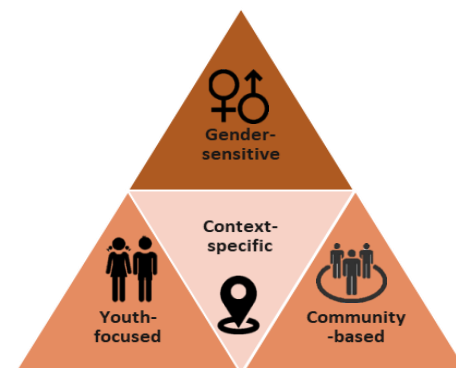 Gender-
sensitive
Context-
specific
Youth-
focused
Community
-based